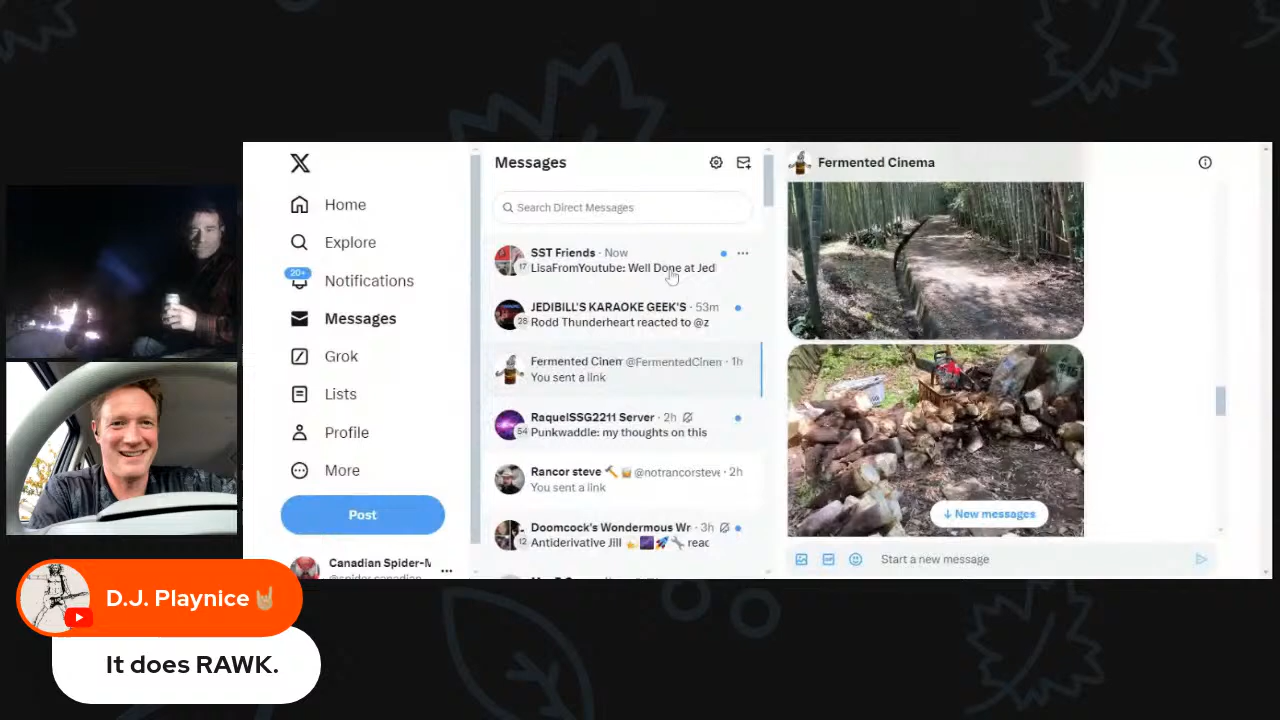 Home
Explore
20+
Notifications
Messages
Grok
Lists
Profile
More
Post
Canadian Spider-M
Messages
Search Direct Messages
SST Friends · Now
17
LisaFromYoutube: Well Done at Jedi
JEDIBILL'S KARAOKE GEEK'S · 53m
28
Rodd Thunderheart reacted to @z
Fermented Cinem @FermentedCinem · 1h
You sent a link
RaquelSSG2211 Server · 2h
54
Punkwaddle: my thoughts on this
Rancor steve @notrancorsteve · 2h
You sent a link
Doomcock's Wondermous Wr · 3h
12
Antiderivative Jill reac
Fermented Cinema
↓ New messages
Start a new message
D.J. Playnice
It does RAWK.